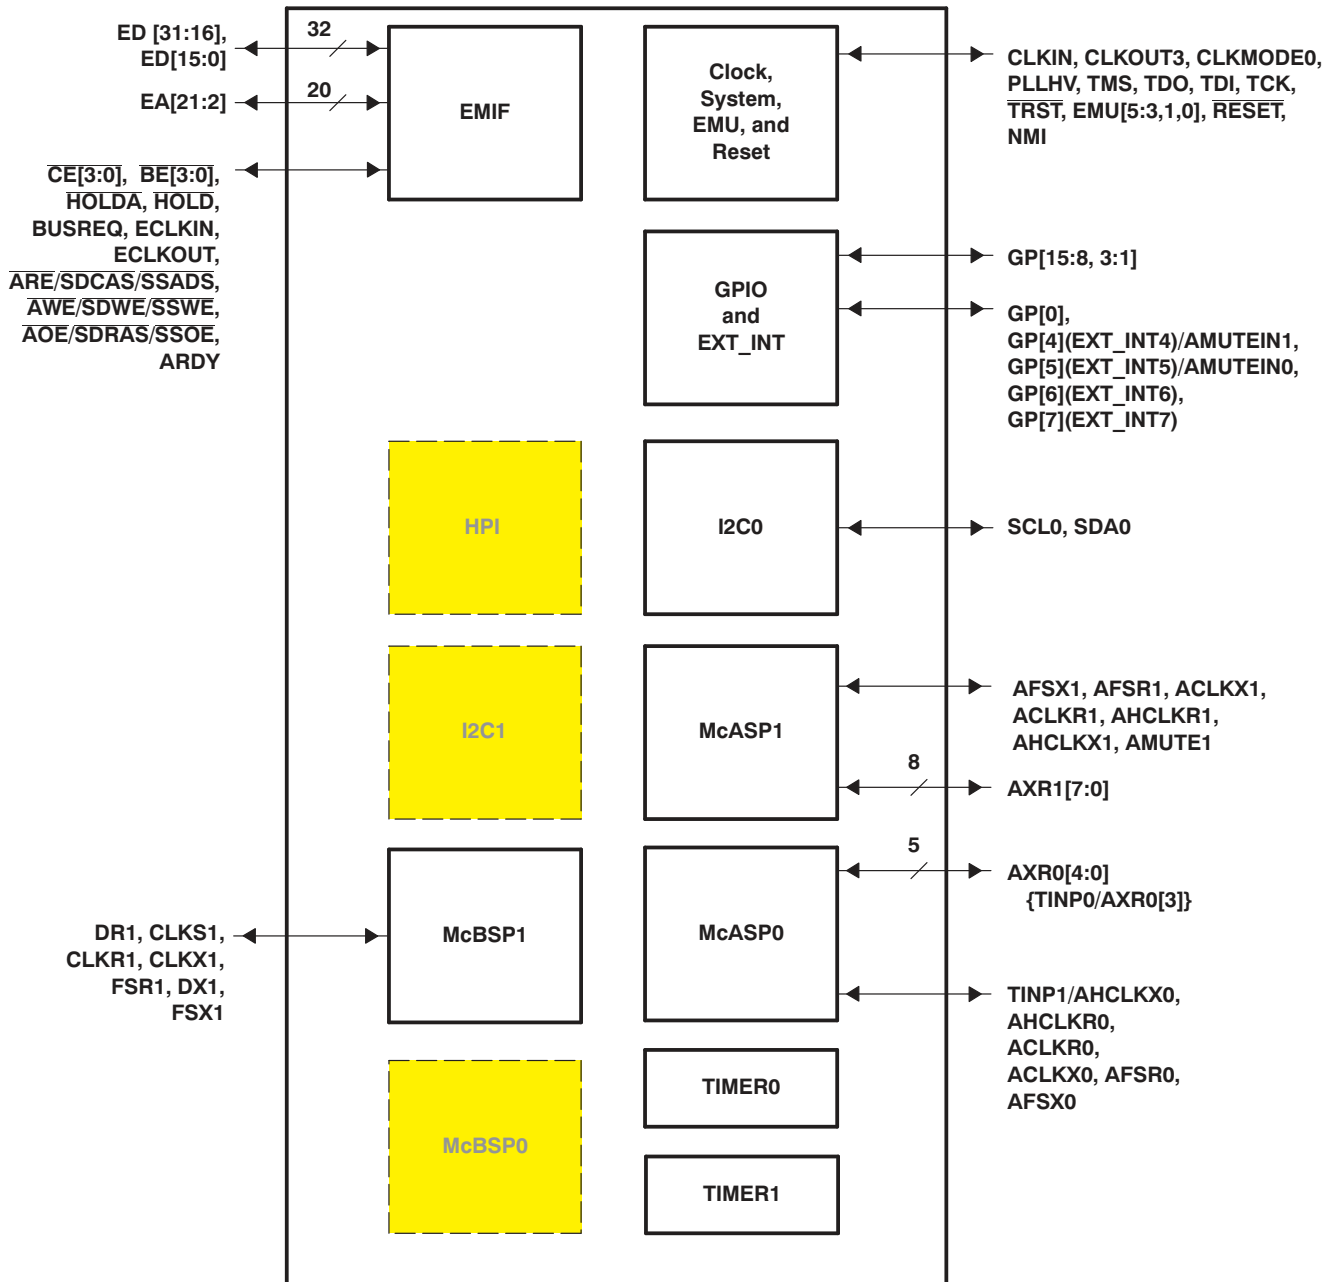 ED [31:16],
ED[15:0]
32
EA[21:2]
20
EMIF
CE[3:0], BE[3:0],
HOLDA, HOLD,
BUSREQ, ECLKIN,
ECLKOUT,
ARE/SDCAS/SSADS,
AWE/SDWE/SSWE,
AOE/SDRAS/SSOE,
ARDY
Clock,
System,
EMU, and
Reset
CLKIN, CLKOUT3, CLKMODE0,
PLLHV, TMS, TDO, TDI, TCK,
TRST, EMU[5:3,1,0], RESET,
NMI
GPIO
and
EXT_INT
GP[15:8, 3:1]
GP[0],
GP[4](EXT_INT4)/AMUTEIN1,
GP[5](EXT_INT5)/AMUTEIN0,
GP[6](EXT_INT6),
GP[7](EXT_INT7)
HPI
I2C0
SCL0, SDA0
I2C1
McASP1
AFSX1, AFSR1, ACLKX1,
ACLKR1, AHCLKR1,
AHCLKX1, AMUTE1
8
AXR1[7:0]
DR1, CLKS1,
CLKR1, CLKX1,
FSR1, DX1,
FSX1
McBSP1
McASP0
5
AXR0[4:0]
{TINP0/AXR0[3]}
TINP1/AHCLKX0,
AHCLKR0,
ACLKR0,
ACLKX0, AFSR0,
AFSX0
McBSP0
TIMER0
TIMER1